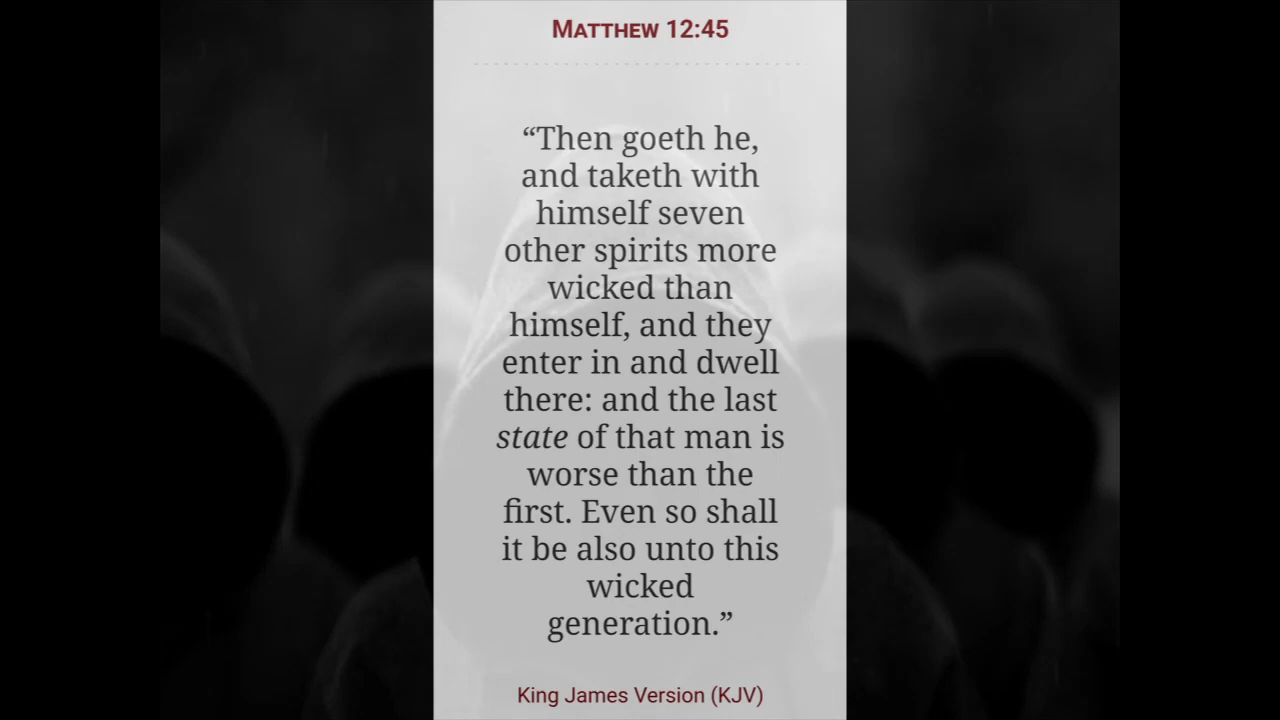 Matthew 12:45
“Then goeth he,
and taketh with
himself seven
other spirits more
wicked than
himself, and they
enter in and dwell
there: and the last
state of that man is
worse than the
first. Even so shall
it be also unto this
wicked
generation.”
King James Version (KJV)